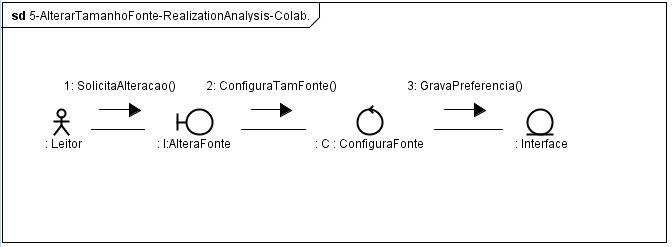 sd 5-AlterarTamanhoFonte-RealizationAnalysis-Colab.
1: SolicitaAlteracao() 2: ConfiguraTamFonte() 3: GravaPreferencia()
: Leitor : I:AlteraFonte : C : ConfiguraFonte : Interface